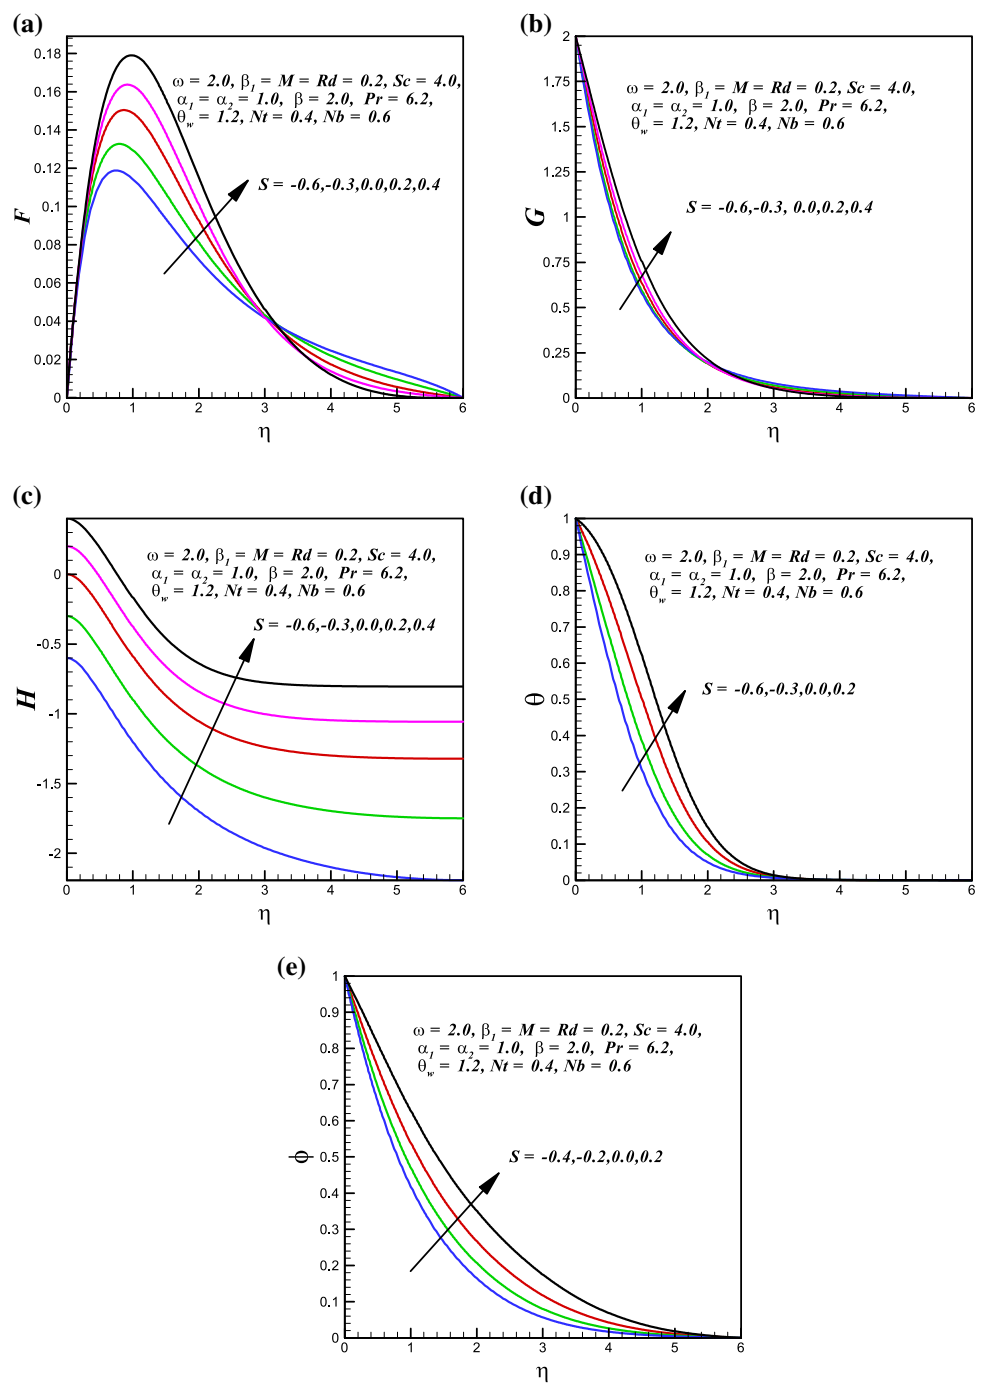 (a)
0.18
0.16
0.14
0.12
0.1
0.08
0.06
0.04
0.02
0
F
ω = 2.0, β₁ = M = Rd = 0.2, Sc = 4.0,
α₁ = α₂ = 1.0, β = 2.0, Pr = 6.2,
θw = 1.2, Nt = 0.4, Nb = 0.6
S = -0.6,-0.3,0.0,0.2,0.4
0 1 2 3 4 5 6
η
(b)
2
1.75
1.5
1.25
1
0.75
0.5
0.25
0
G
ω = 2.0, β₁ = M = Rd = 0.2, Sc = 4.0,
α₁ = α₂ = 1.0, β = 2.0, Pr = 6.2,
θw = 1.2, Nt = 0.4, Nb = 0.6
S = -0.6,-0.3, 0.0,0.2,0.4
0 1 2 3 4 5 6
η
(c)
0
-0.5
-1
-1.5
-2
H
ω = 2.0, β₁ = M = Rd = 0.2, Sc = 4.0,
α₁ = α₂ = 1.0, β = 2.0, Pr = 6.2,
θw = 1.2, Nt = 0.4, Nb = 0.6
S = -0.6,-0.3,0.0,0.2,0.4
0 1 2 3 4 5 6
η
(d)
1
0.9
0.8
0.7
0.6
0.5
0.4
0.3
0.2
0.1
0
θ
ω = 2.0, β₁ = M = Rd = 0.2, Sc = 4.0,
α₁ = α₂ = 1.0, β = 2.0, Pr = 6.2,
θw = 1.2, Nt = 0.4, Nb = 0.6
S = -0.6,-0.3,0.0,0.2
0 1 2 3 4 5 6
η
(e)
1
0.9
0.8
0.7
0.6
0.5
0.4
0.3
0.2
0.1
0
ϕ
ω = 2.0, β₁ = M = Rd = 0.2, Sc = 4.0,
α₁ = α₂ = 1.0, β = 2.0, Pr = 6.2,
θw = 1.2, Nt = 0.4, Nb = 0.6
S = -0.4,-0.2,0.0,0.2
0 1 2 3 4 5 6
η